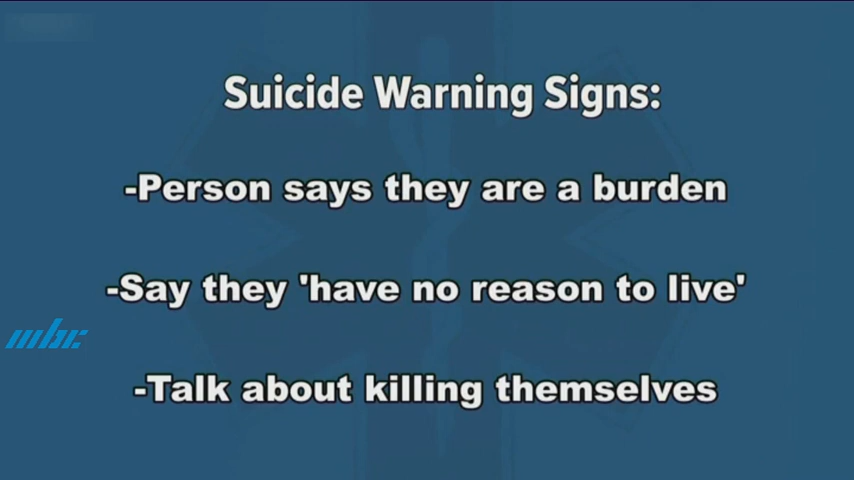 Suicide Warning Signs:
-Person says they are a burden
-Say they 'have no reason to live'
mbc
-Talk about killing themselves